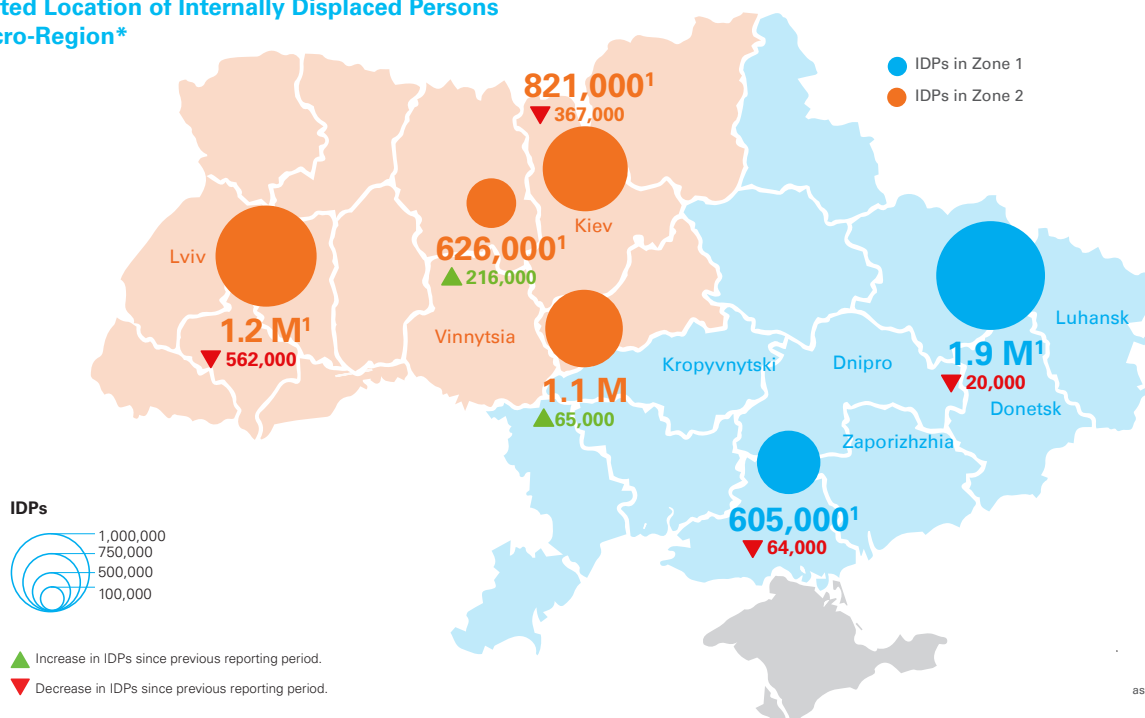 ted Location of Internally Displaced Persons
cro-Region*
IDPs in Zone 1
IDPs in Zone 2
821,000¹
367,000
Kiev
626,000¹
216,000
Lviv
1.2 M¹
562,000
Vinnytsia
1.1 M
65,000
Kropyvnytski
Dnipro
Luhansk
1.9 M¹
20,000
Donetsk
Zaporizhzhia
605,000¹
64,000
IDPs
1,000,000
750,000
500,000
100,000
Increase in IDPs since previous reporting period.
Decrease in IDPs since previous reporting period.
as